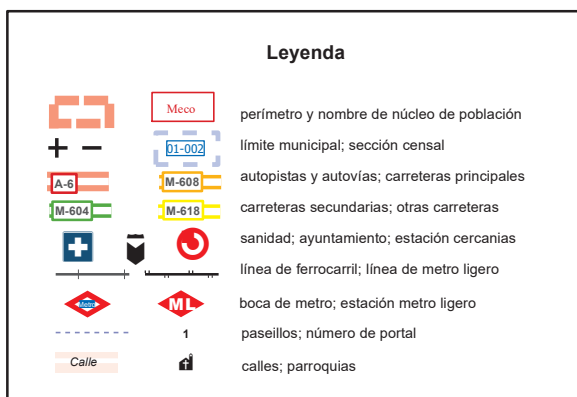 Leyenda
Meco
perímetro y nombre de núcleo de población
01-002
límite municipal; sección censal
A-6
M-608
autopistas y autovías; carreteras principales
M-604
M-618
carreteras secundarias; otras carreteras
sanidad; ayuntamiento; estación cercanias
línea de ferrocarril; línea de metro ligero
Metro
ML
boca de metro; estación metro ligero
1
paseillos; número de portal
Calle
calles; parroquias